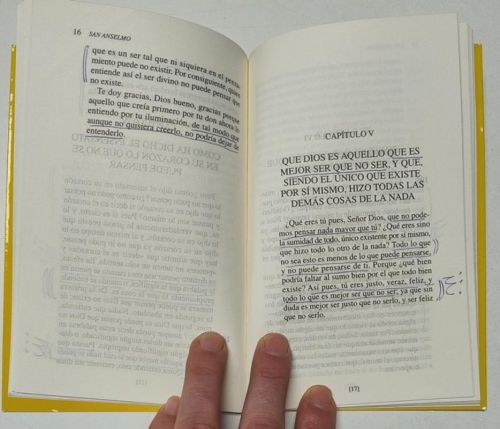 16 SAN ANSELMO
que es un ser tal que ni siquiera en el pensa-
miento puede no existir. Por consiguiente, quien
entiende así el ser divino no puede pensar que
no existe.
Te doy gracias, Dios bueno, gracias porque
aquello que creía primero por tu don ahora lo
entiendo por tu iluminación, de tal modo que
aunque no quisiera creerlo, no podría dejar de
entenderlo.
CAPÍTULO V
QUE DIOS ES AQUELLO QUE ES
MEJOR SER QUE NO SER, Y QUE,
SIENDO EL ÚNICO QUE EXISTE
POR SÍ MISMO, HIZO TODAS LAS
DEMÁS COSAS DE LA NADA
¿Qué eres tú pues, Señor Dios, que no pode-
mos pensar nada mayor que tú? ¿Qué eres sino
la sumidad de todo, único existente por sí mismo,
que hizo todo lo otro de la nada? Todo lo que
no sea esto es menos de lo que puede pensarse,
y no puede pensarse de ti. Porque ¿qué bien
podría faltar al sumo bien por el que todo bien
existe? Así pues, tú eres justo, veraz, feliz, y
todo lo que es mejor ser que no ser, ya que sin
duda es mejor ser justo que no serlo, y ser feliz
que no serlo.
[17]